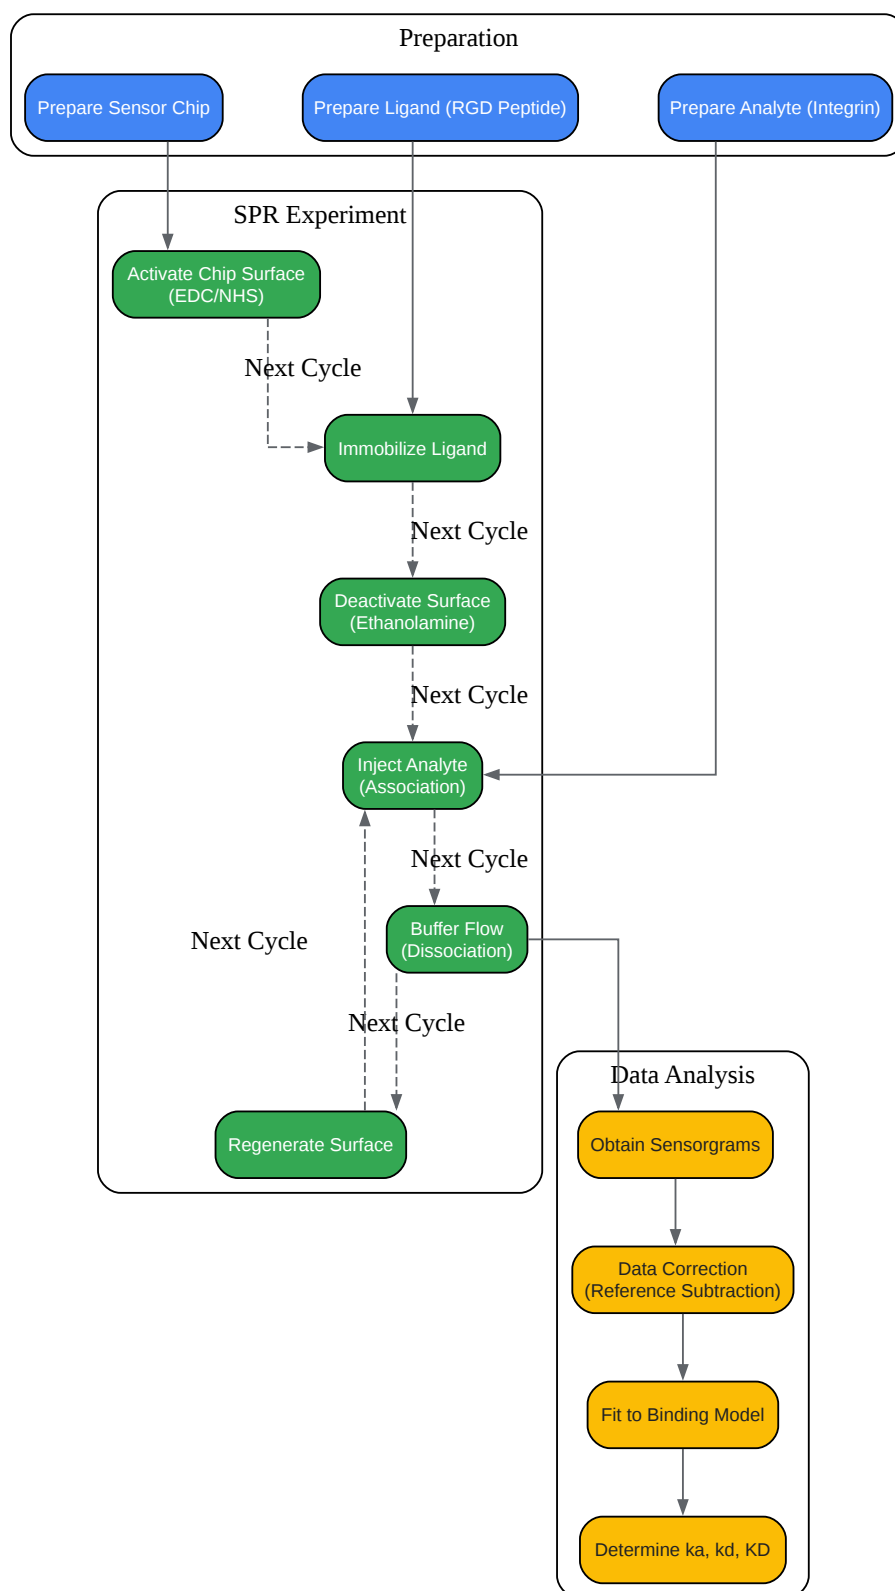 Preparation
Prepare Sensor Chip
Prepare Ligand (RGD Peptide)
Prepare Analyte (Integrin)
SPR Experiment
Activate Chip Surface
(EDC/NHS)
Next Cycle
Immobilize Ligand
Next Cycle
Deactivate Surface
(Ethanolamine)
Next Cycle
Inject Analyte
(Association)
Next Cycle
Buffer Flow
(Dissociation)
Next Cycle
Next Cycle
Regenerate Surface
Data Analysis
Obtain Sensorgrams
Data Correction
(Reference Subtraction)
Fit to Binding Model
Determine ka, kd, KD